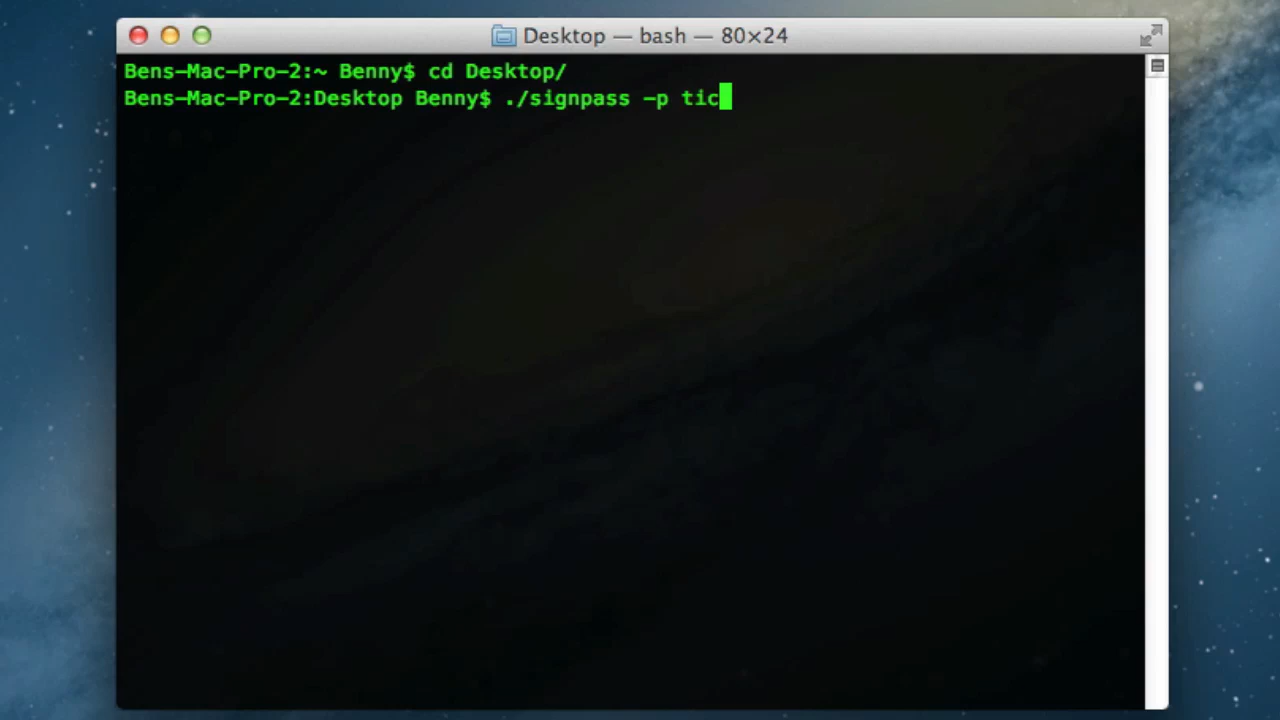 Desktop — bash — 80×24
Bens-Mac-Pro-2:~ Benny$ cd Desktop/
Bens-Mac-Pro-2:Desktop Benny$ ./signpass -p tic